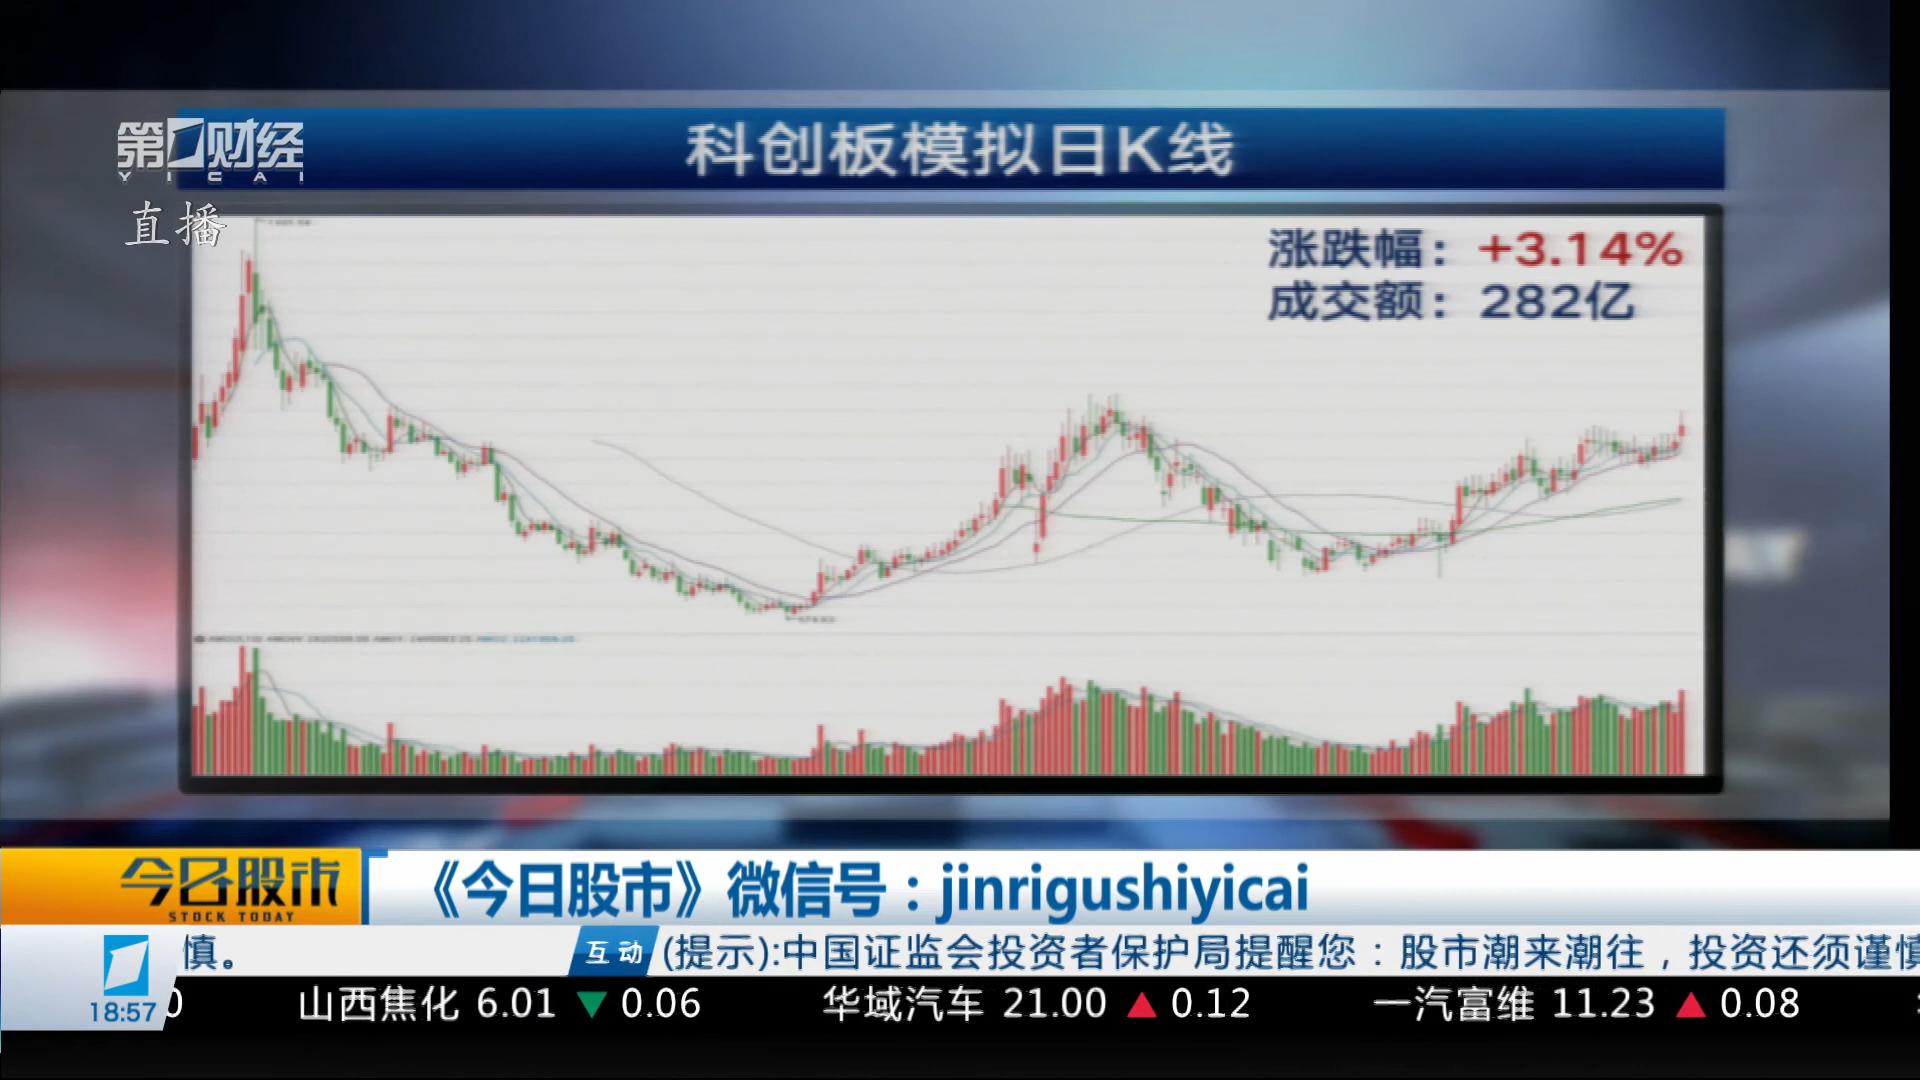 第一财经
YICAI
直播
科创板模拟日K线
涨跌幅：+3.14%
成交额：282亿
今日股市
STOCK TODAY
《今日股市》微信号：jinrigushiyicai
慎。
互动
(提示):中国证监会投资者保护局提醒您：股市潮来潮往，投资还须谨慎
18:57
0 山西焦化 6.01 ▼ 0.06 华域汽车 21.00 ▲ 0.12 一汽富维 11.23 ▲ 0.08